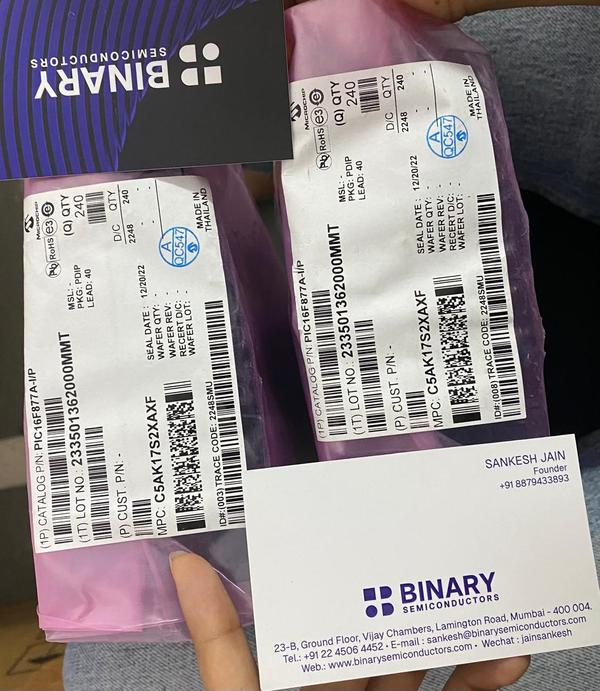 BINARY
SEMICONDUCTORS
MICROCHIP
Pb RoHS e3 e
(1P) CATALOG P/N: PIC16F877A-I/P
(Q) QTY
240
MSL: -
PKG: PDIP
LEAD: 40
D/C QTY
2248 240
- -
- -
(1T) LOT NO.: 233501362000MMT
(P) CUST. P/N: -
MPC: C5AK17S2XAXF
SEAL DATE: 12/20/22
WAFER QTY: -
WAFER REV: -
RECERT D/C: -
WAFER LOT: -
A
QC547
MADE IN
THAILAND
ID#:(003)TRACE CODE: 2248SMU
MICROCHIP
Pb RoHS e3 e
(1P) CATALOG P/N: PIC16F877A-I/P
(Q) QTY
240
MSL: -
PKG: PDIP
LEAD: 40
D/C QTY
2248 240
- -
- -
(1T) LOT NO.: 233501362000MMT
(P) CUST. P/N: -
MPC: C5AK17S2XAXF
SEAL DATE: 12/20/22
WAFER QTY: -
WAFER REV: -
RECERT D/C: -
WAFER LOT: -
A
QC547
MADE IN
THAILAND
ID#:(008)TRACE CODE: 2248SMU
SANKESH JAIN
Founder
+91 8879433893
BINARY
SEMICONDUCTORS
23-B, Ground Floor, Vijay Chambers, Lamington Road, Mumbai - 400 004.
Tel.: +91 22 4506 4452 • E-mail : sankesh@binarysemiconductors.com
Web.: www.binarysemiconductors.com • Wechat : jainsankesh